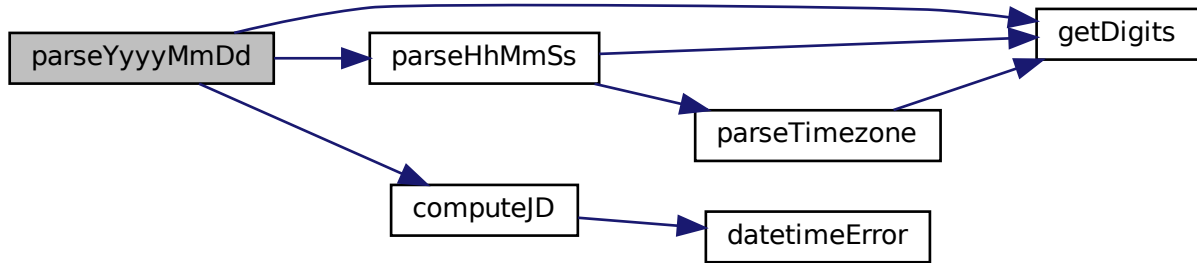 parseYyyyMmDd
parseHhMmSs
getDigits
parseTimezone
computeJD
datetimeError